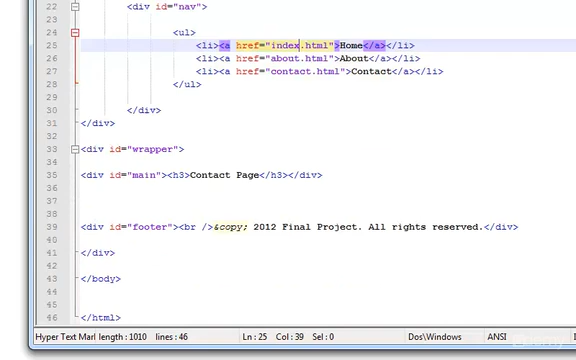 22 <div id="nav">
23
24 <ul>
25 <li><a href="index.html">Home</a></li>
26 <li><a href="about.html">About</a></li>
27 <li><a href="contact.html">Contact</a></li>
28 </ul>
29
30 </div>
31 </div>
32
33 <div id="wrapper">
34
35 <div id="main"><h3>Contact Page</h3></div>
36
37
38
39 <div id="footer"><br />&copy; 2012 Final Project. All rights reserved.</div>
40
41 </div>
42
43 </body>
44
45
46 </html>
Hyper Text Marl length : 1010 lines : 46 Ln : 25 Col : 39 Sel : 0 Dos\Windows ANSI